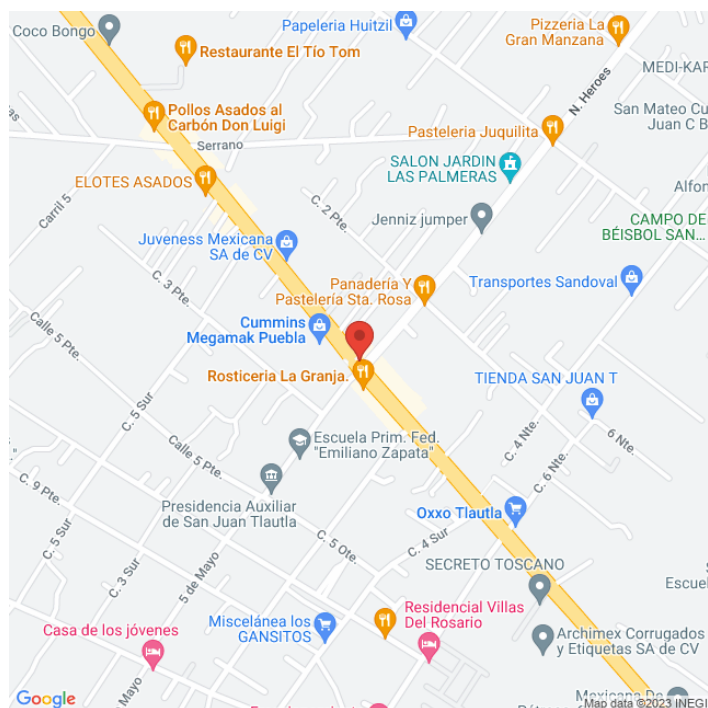 Coco Bongo
Papeleria Huitzil
Pizzeria La
Gran Manzana
Restaurante El Tío Tom
MEDI-KAR
N. Heroes
Pollos Asados al
Carbón Don Luigi
San Mateo Cu
Juan C B
Pasteleria Juquilita
Serrano
SALON JARDIN
LAS PALMERAS
ELOTES ASADOS
Alfon
Carril 5
C. 2 Pte.
Jenniz jumper
CAMPO DE
BÉISBOL SAN...
Juveness Mexicana
SA de CV
C. 3 Pte.
Panadería Y
Pastelería Sta. Rosa
Transportes Sandoval
Calle 5 Pte.
Cummins
Megamak Puebla
Rosticeria La Granja.
TIENDA SAN JUAN T
C. 5 Sur
Escuela Prim. Fed.
"Emiliano Zapata"
C. 4 Nte.
6 Nte.
Calle 5 Pte.
C. 6 Nte.
C. 9 Pte.
Presidencia Auxiliar
de San Juan Tlautla
Oxxo Tlautla
C. 5 Sur
C. 3 Sur
5 de Mayo
C. 5 Ote.
C. 4 Sur
SECRETO TOSCANO
Escuel
Miscelánea los
GANSITOS
Residencial Villas
Del Rosario
Casa de los jóvenes
Archimex Corrugados
y Etiquetas SA de CV
Mayo
Mexicana De
Google
Map data ©2023 INEGI